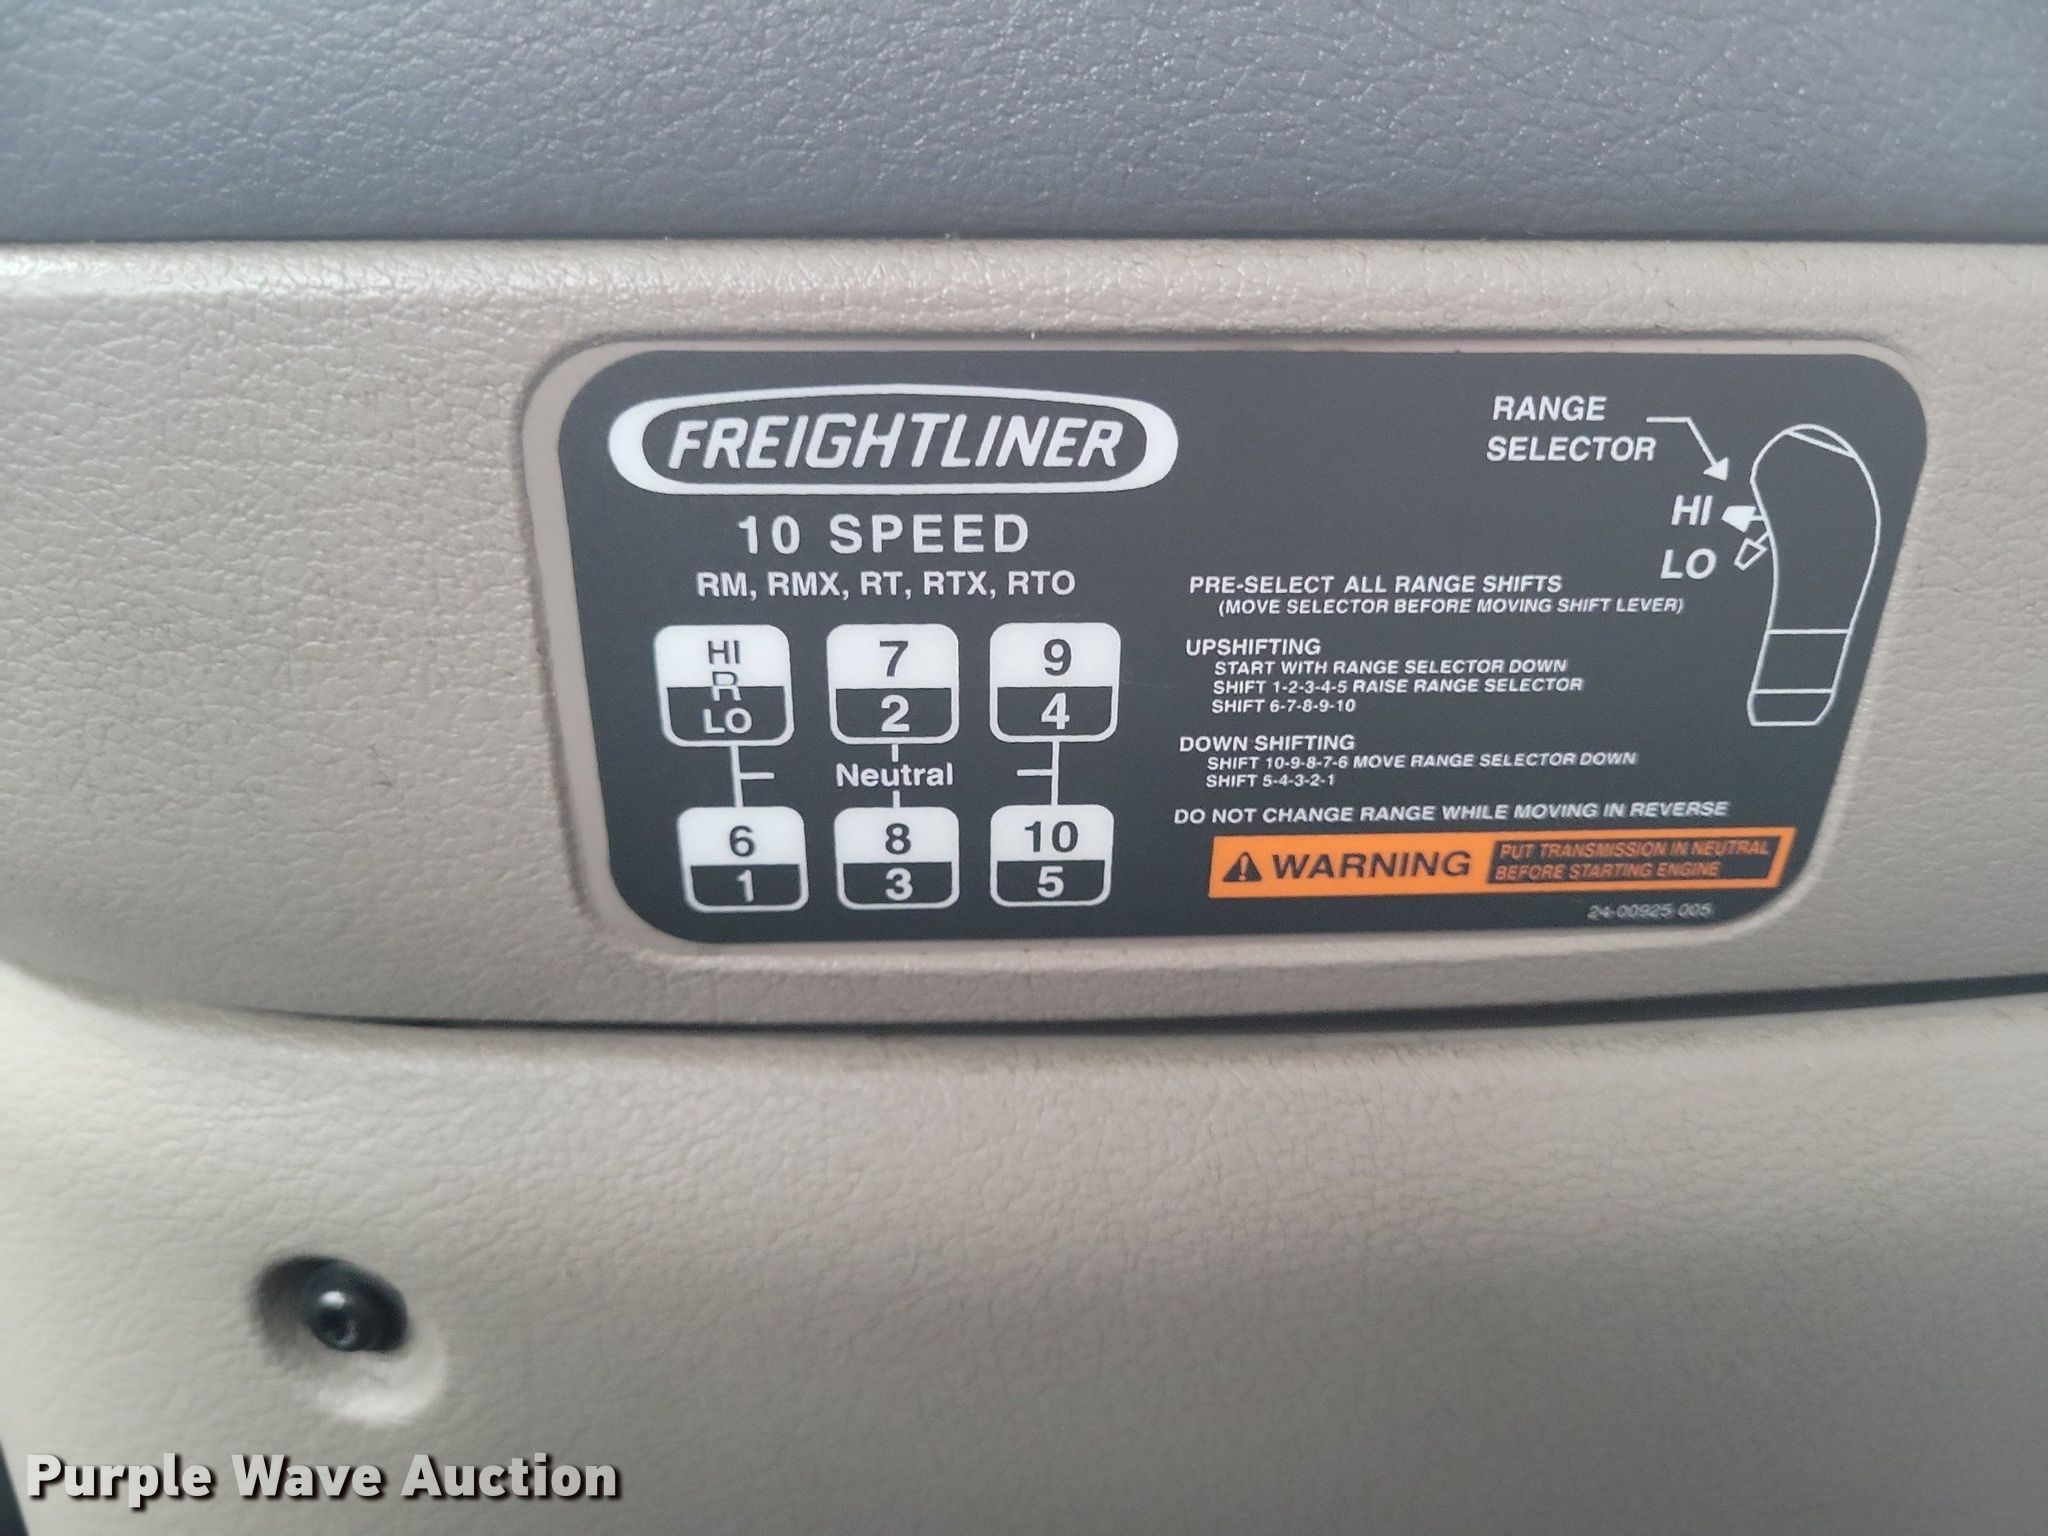 FREIGHTLINER
10 SPEED
RM, RMX, RT, RTX, RTO
HI
R
LO
7
2
9
4
Neutral
6
1
8
3
10
5
RANGE
SELECTOR
HI
LO
PRE-SELECT ALL RANGE SHIFTS
(MOVE SELECTOR BEFORE MOVING SHIFT LEVER)
UPSHIFTING
START WITH RANGE SELECTOR DOWN
SHIFT 1-2-3-4-5 RAISE RANGE SELECTOR
SHIFT 6-7-8-9-10
DOWN SHIFTING
SHIFT 10-9-8-7-6 MOVE RANGE SELECTOR DOWN
SHIFT 5-4-3-2-1
DO NOT CHANGE RANGE WHILE MOVING IN REVERSE
WARNING
PUT TRANSMISSION IN NEUTRAL
BEFORE STARTING ENGINE
24-00925-005
Purple Wave Auction